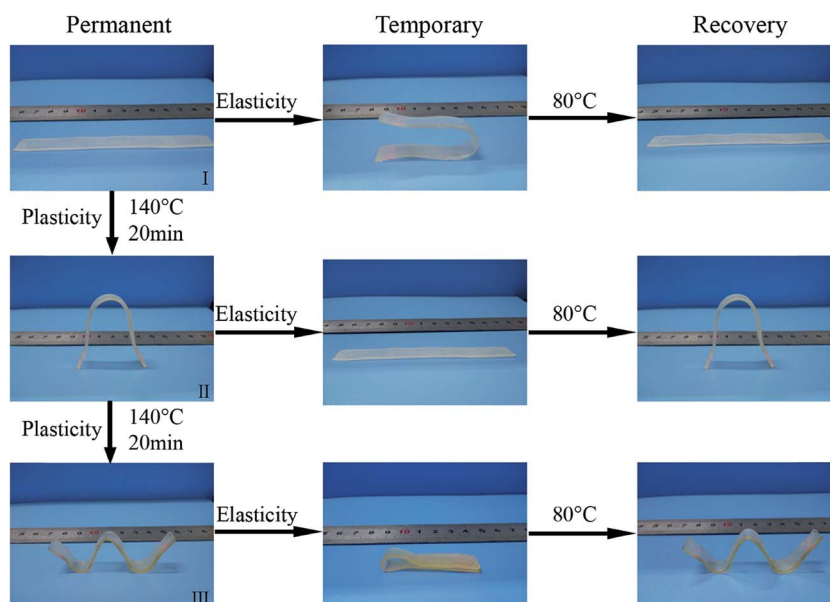 Permanent Temporary Recovery
Elasticity 80°C
I
Plasticity 140°C
20min
Elasticity 80°C
II
Plasticity 140°C
20min
Elasticity 80°C
III